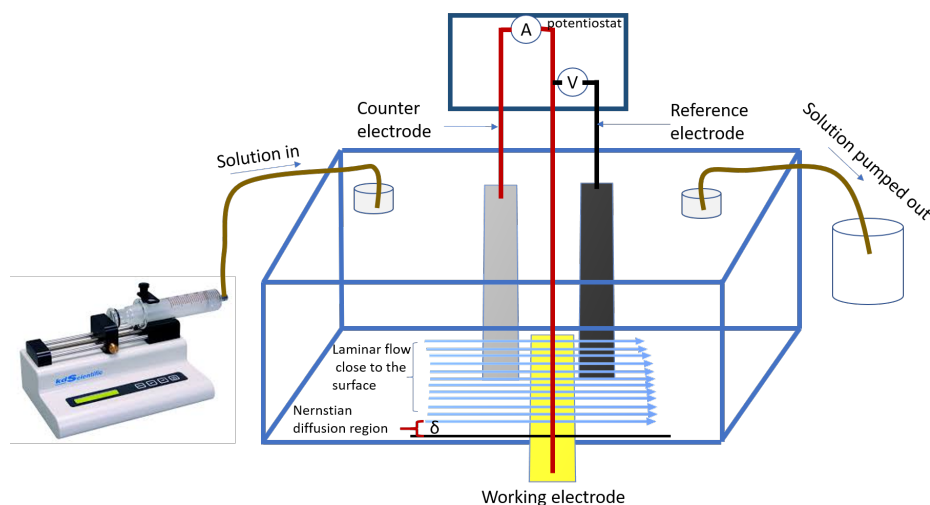 potentiostat
A
V
Counter
electrode
Reference
electrode
Solution in
Solution pumped out
kdScientific
Laminar flow
close to the
surface
Nernstian
diffusion region
δ
Working electrode